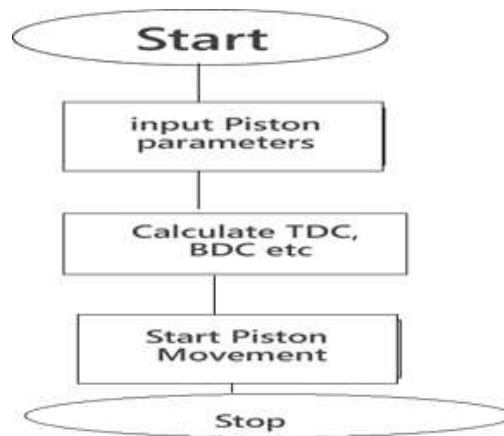 Start
input Piston
parameters
Calculate TDC,
BDC etc
Start Piston
Movement
Stop